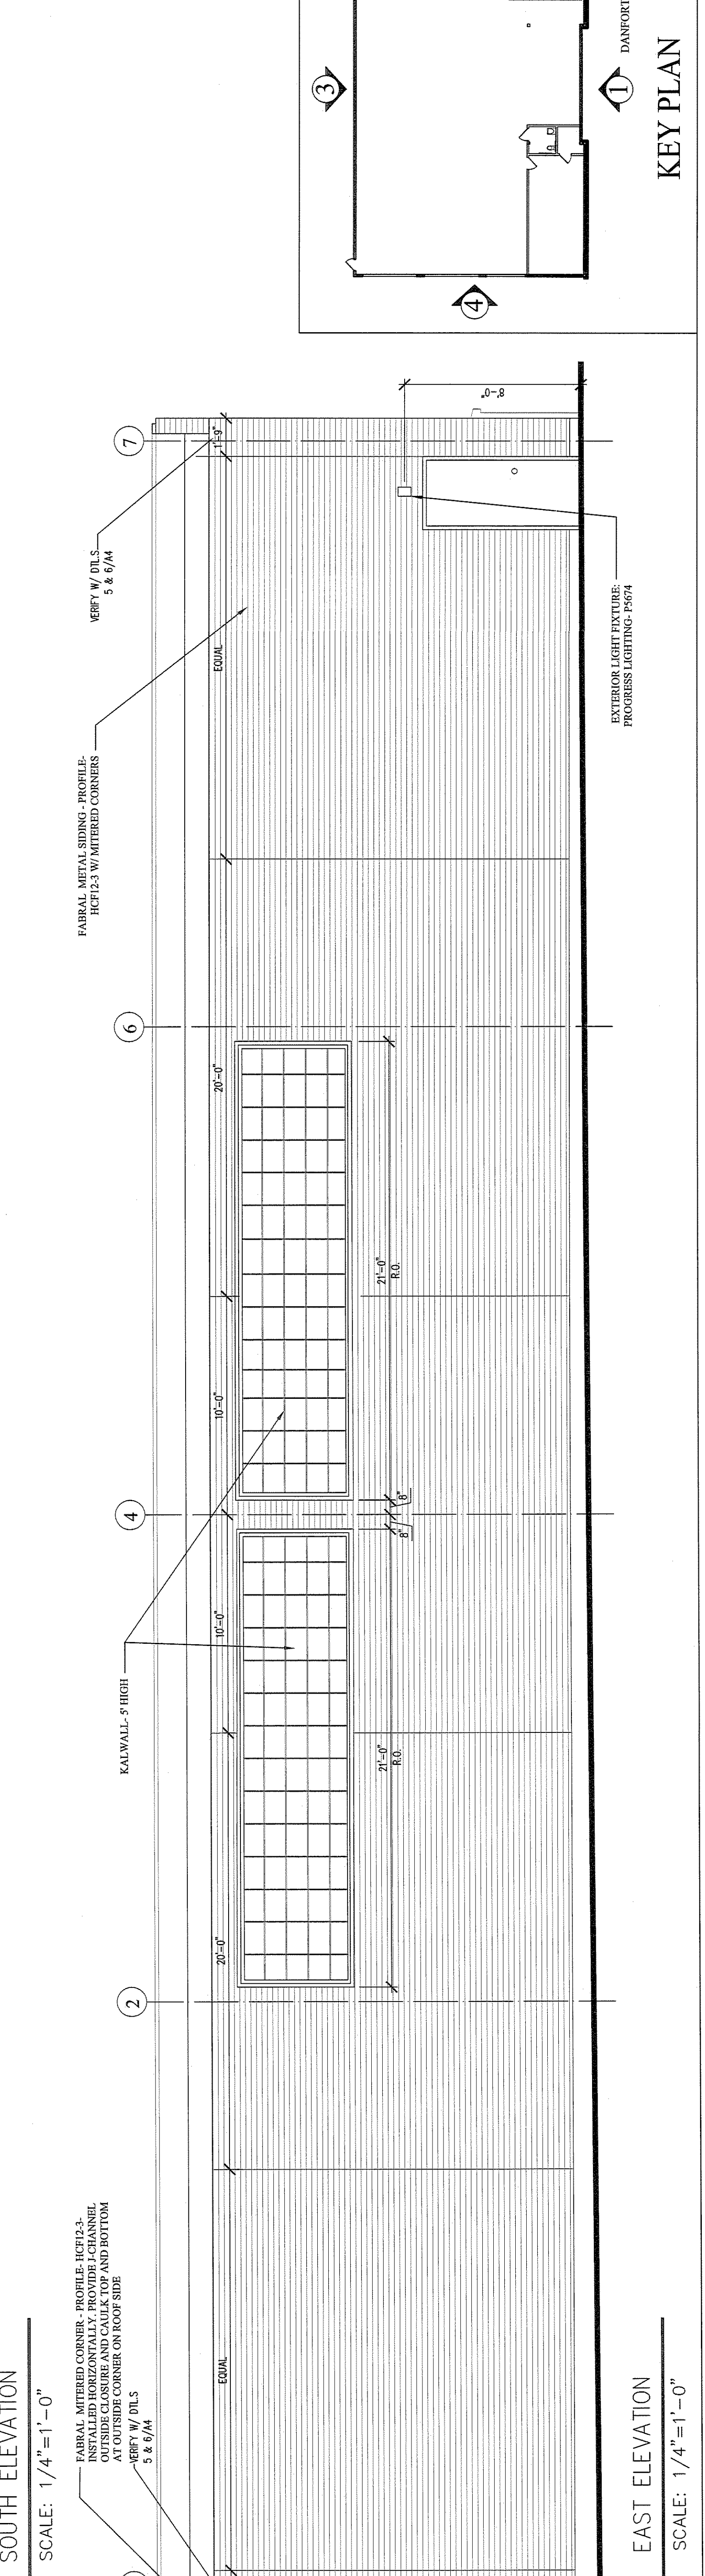 SOUTH ELEVATION
SCALE: 1/4"=1'-0"
FABRAL MITERED CORNER - PROFILE- HCF12-3-
INSTALLED HORIZONTALLY. PROVIDE J-CHANNEL
OUTSIDE CLOSURE AND CAULK TOP AND BOTTOM
AT OUTSIDE CORNER ON ROOF SIDE
VERIFY W/ DTL.S
5 & 6/A4
KALWALL- 5' HIGH
FABRAL METAL SIDING - PROFILE-
HCF12-3 W/ MITERED CORNERS
VERIFY W/ DTL.S
5 & 6/A4
2
4
6
7
EQUAL
20'-0"
10'-0"
10'-0"
20'-0"
EQUAL
1'-9"
21'-0"
R.O.
8"
8"
21'-0"
R.O.
8'-0"
EXTERIOR LIGHT FIXTURE:
PROGRESS LIGHTING- P5674
EAST ELEVATION
SCALE: 1/4"=1'-0"
3
4
1
DANFORT
KEY PLAN